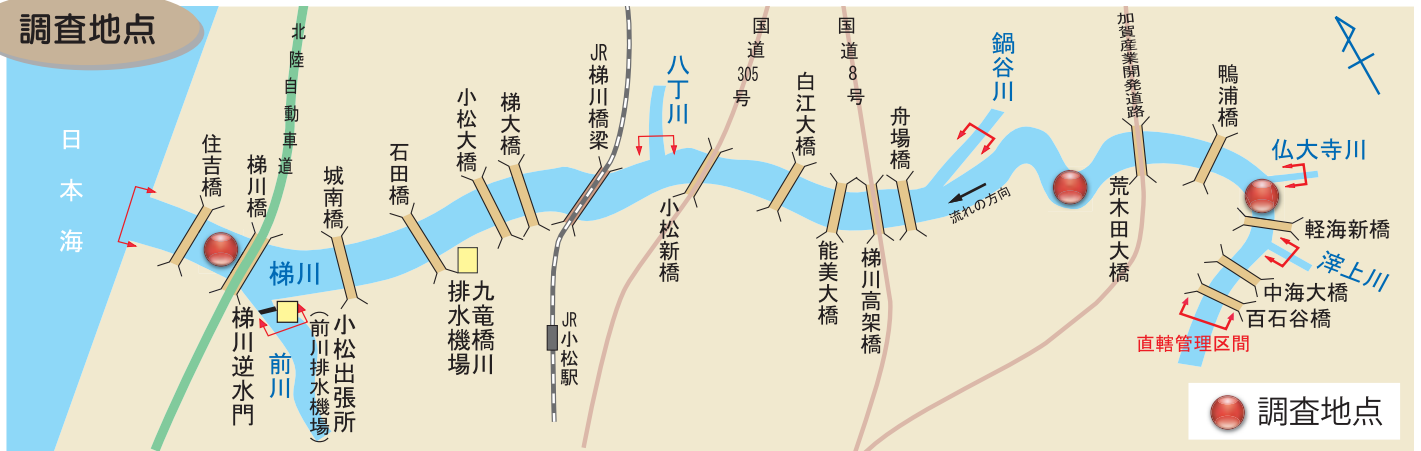 調査地点
日本海
北陸自動車道
住吉橋
梯川橋
城南橋
石田橋
小松大橋
梯大橋
JR梯川橋梁
八丁川
国道305号
国道8号
白江大橋
舟場橋
鍋谷川
加賀産業開発道路
鴨浦橋
仏大寺川
流れの方向
梯川
梯川逆水門
前川
小松出張所
(前川排水機場)
九竜橋川
排水機場
JR小松駅
小松新橋
能美大橋
梯川高架橋
荒木田大橋
軽海新橋
滓上川
中海大橋
百石谷橋
直轄管理区間
調査地点